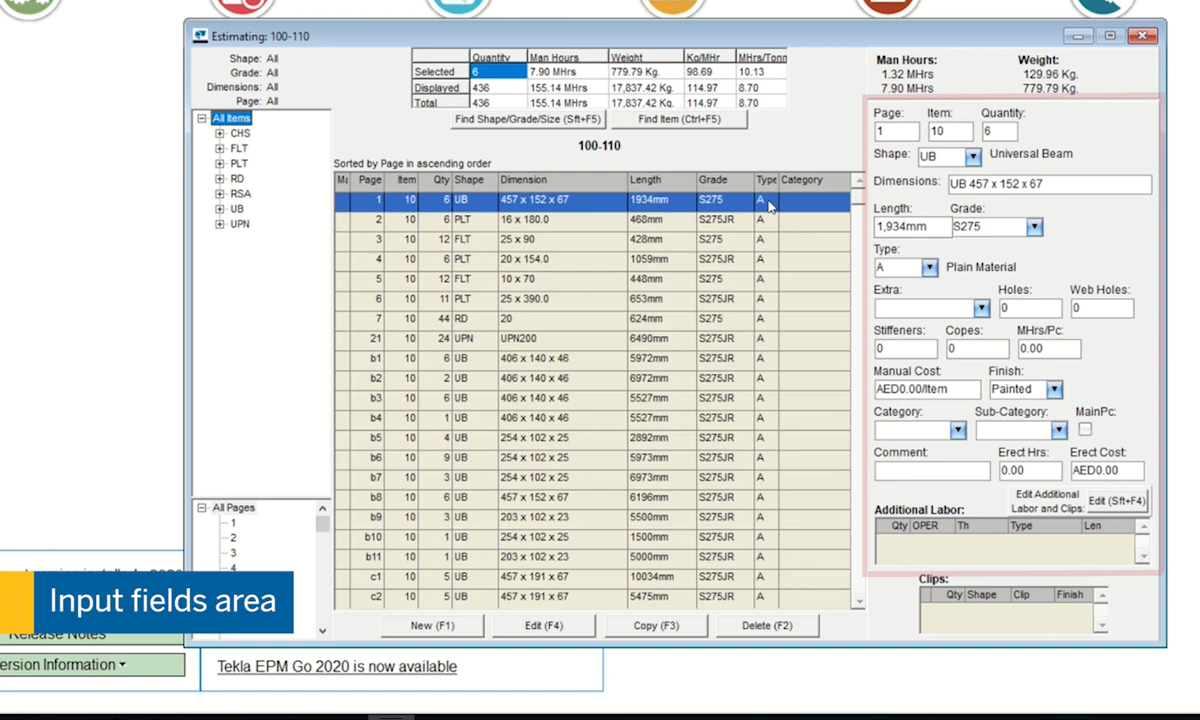 Estimating: 100-110
Shape: All
Grade: All
Dimensions: All
Page: All
Quantity Man Hours Weight Kg/MHr MHrs/Tonn
Selected 6 7.90 MHrs 779.79 Kg. 98.69 10.13
Displayed 436 155.14 MHrs 17,837.42 Kg. 114.97 8.70
Total 436 155.14 MHrs 17,837.42 Kg. 114.97 8.70
Find Shape/Grade/Size (Sft+F5) Find Item (Ctrl+F5)
Man Hours: Weight:
1.32 MHrs 129.96 Kg.
7.90 MHrs 779.79 Kg.
All Items
CHS
FLT
PLT
RD
RSA
UB
UPN
100-110
Sorted by Page in ascending order
Page Item Qty Shape Dimension Length Grade Type Category
1 10 6 UB 457 x 152 x 67 1934mm S275 A
2 10 6 PLT 16 x 180.0 468mm S275JR A
3 10 12 FLT 25 x 90 428mm S275 A
4 10 6 PLT 20 x 154.0 1059mm S275JR A
5 10 12 FLT 10 x 70 448mm S275 A
6 10 11 PLT 25 x 390.0 653mm S275JR A
7 10 44 RD 20 624mm S275 A
21 10 24 UPN UPN200 6490mm S275JR A
b1 10 6 UB 406 x 140 x 46 5972mm S275JR A
b2 10 2 UB 406 x 140 x 46 6972mm S275JR A
b3 10 6 UB 406 x 140 x 46 5527mm S275JR A
b4 10 1 UB 406 x 140 x 46 5527mm S275JR A
b5 10 4 UB 254 x 102 x 25 2892mm S275JR A
b6 10 9 UB 254 x 102 x 25 5973mm S275JR A
b7 10 3 UB 254 x 102 x 25 6973mm S275JR A
b8 10 6 UB 457 x 152 x 67 6196mm S275JR A
b9 10 3 UB 203 x 102 x 23 5500mm S275JR A
b10 10 1 UB 254 x 102 x 25 1500mm S275JR A
b11 10 1 UB 203 x 102 x 23 5000mm S275JR A
c1 10 5 UB 457 x 191 x 67 10034mm S275JR A
c2 10 5 UB 457 x 191 x 67 5475mm S275JR A
Page: Item: Quantity:
1 10 6
Shape: UB Universal Beam
Dimensions: UB 457 x 152 x 67
Length: Grade:
1,934mm S275
Type:
A Plain Material
Extra: Holes: Web Holes:
0 0
Stiffeners: Copes: MHrs/Pc:
0 0 0.00
Manual Cost: Finish:
AED0.00/Item Painted
Category: Sub-Category: MainPc:
Comment: Erect Hrs: Erect Cost:
0.00 AED0.00
Edit Additional
Labor and Clips: Edit (Sft+F4)
Additional Labor:
Qty OPER Th Type Len
Clips:
Qty Shape Clip Finish
All Pages
1
2
3
4
New (F1) Edit (F4) Copy (F3) Delete (F2)
Input fields area
Release Notes
ersion Information
Tekla EPM Go 2020 is now available